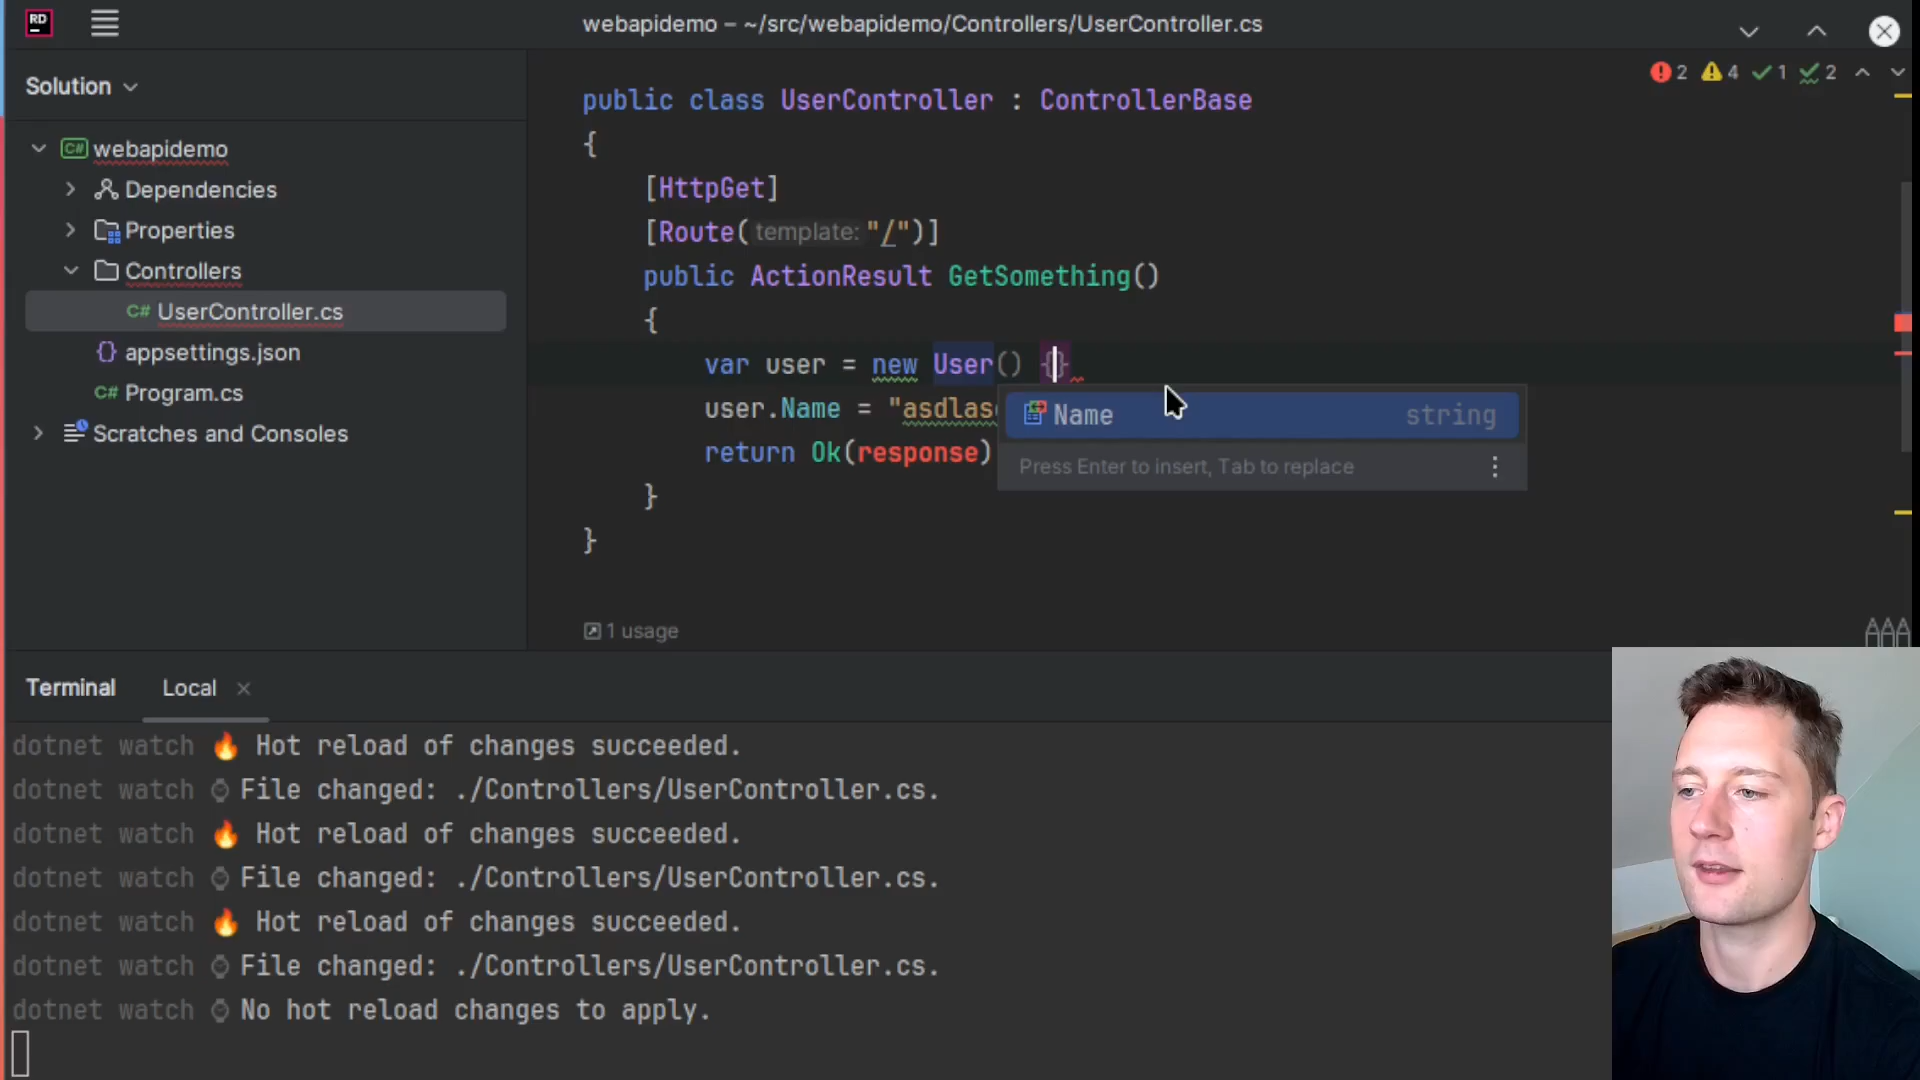 RD
webapidemo – ~/src/webapidemo/Controllers/UserController.cs
Solution
2 4 1 2
C# webapidemo
Dependencies
Properties
Controllers
C# UserController.cs
{} appsettings.json
C# Program.cs
Scratches and Consoles
public class UserController : ControllerBase
{
[HttpGet]
[Route( template: "/")]
public ActionResult GetSomething()
{
var user = new User() {}
user.Name = "asdlas
return Ok(response)
}
}
Name string
Press Enter to insert, Tab to replace
1 usage
Terminal Local
dotnet watch 🔥 Hot reload of changes succeeded.
dotnet watch ⌚ File changed: ./Controllers/UserController.cs.
dotnet watch 🔥 Hot reload of changes succeeded.
dotnet watch ⌚ File changed: ./Controllers/UserController.cs.
dotnet watch 🔥 Hot reload of changes succeeded.
dotnet watch ⌚ File changed: ./Controllers/UserController.cs.
dotnet watch ⌚ No hot reload changes to apply.